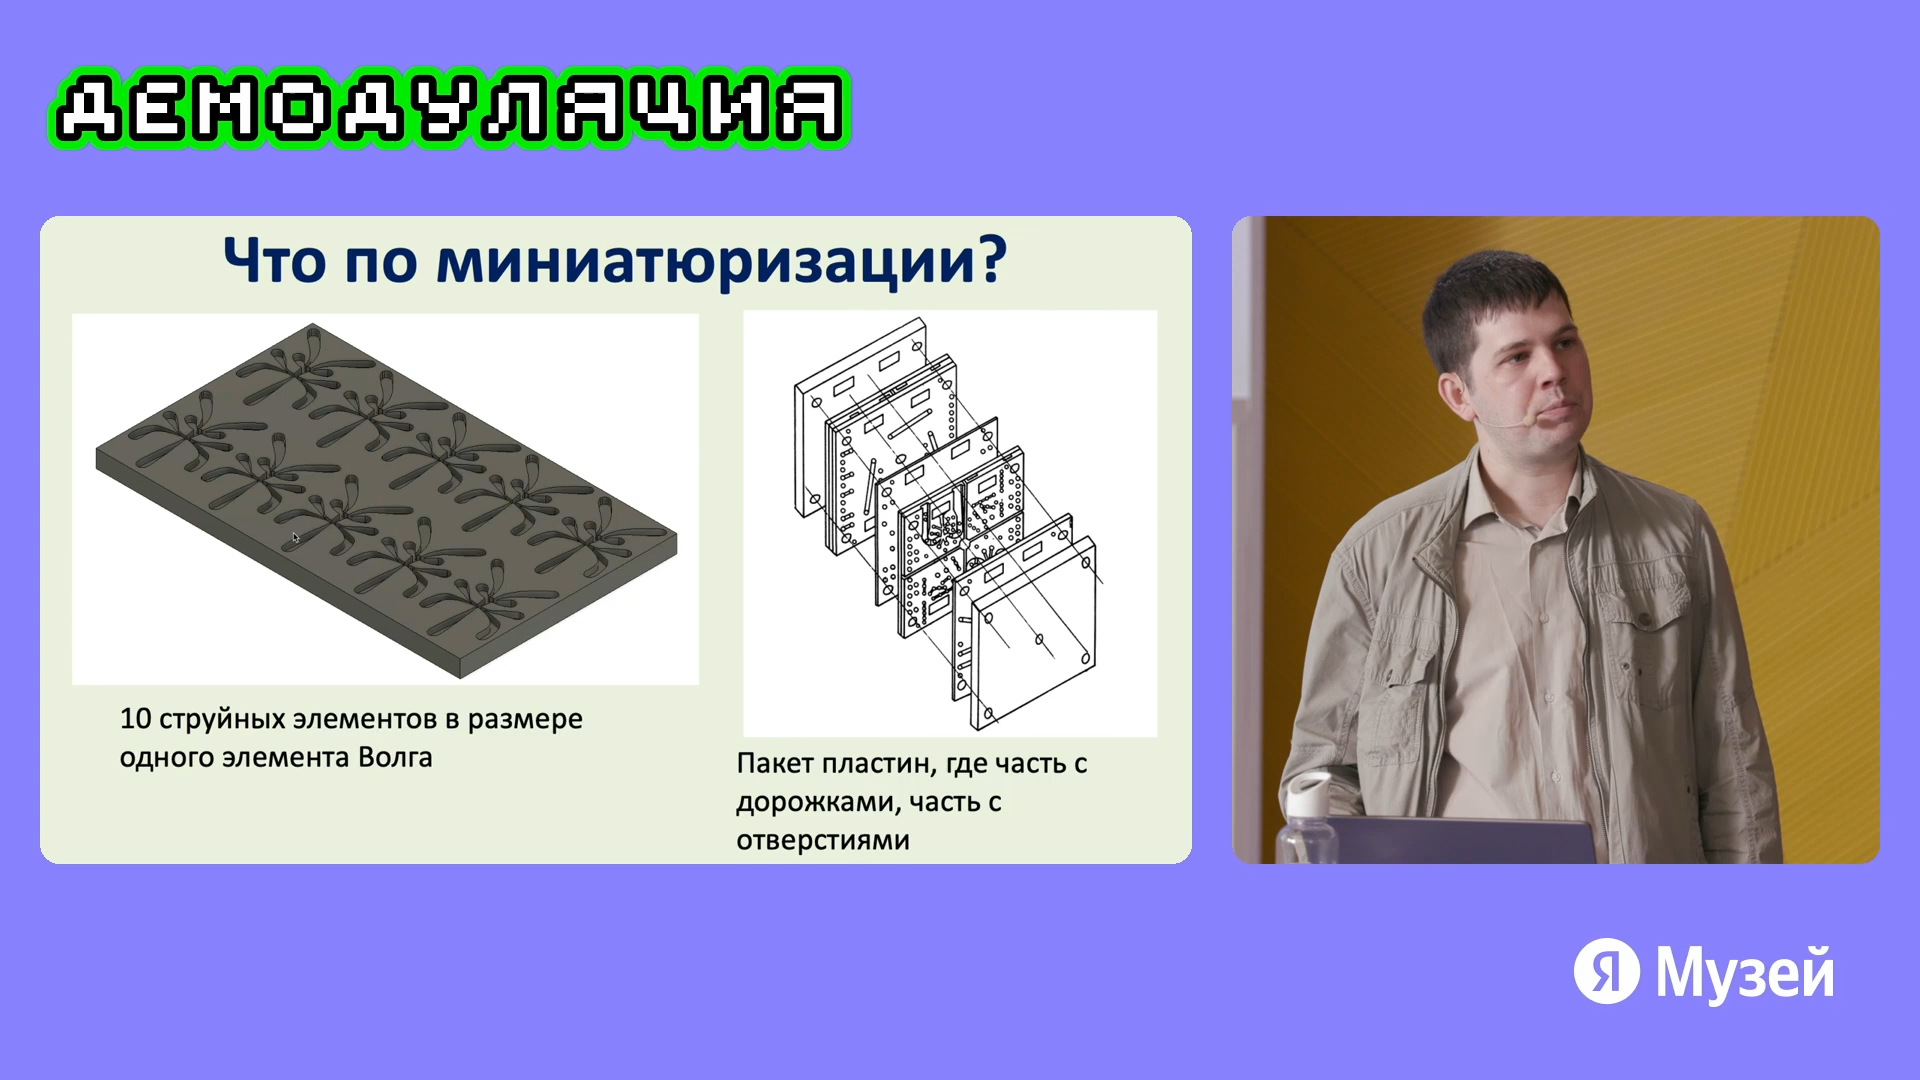 ДЕМОДУЛЯЦИЯ
Что по миниатюризации?
10 струйных элементов в размере
одного элемента Волга
Пакет пластин, где часть с
дорожками, часть с
отверстиями
Я Музей